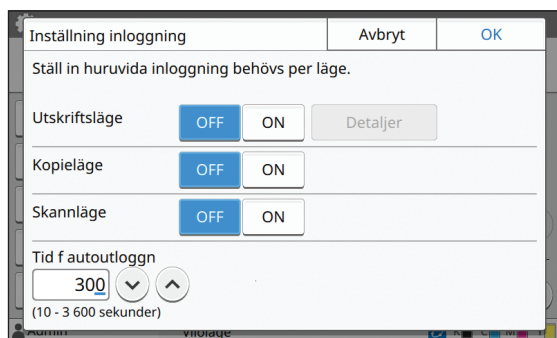 Inställning inloggning Avbryt OK
Ställ in huruvida inloggning behövs per läge.
Utskriftsläge OFF ON Detaljer
Kopieläge OFF ON
Skannläge OFF ON
Tid f autoutloggn
300
(10 - 3 600 sekunder)
Admin Viloläge K C M Y